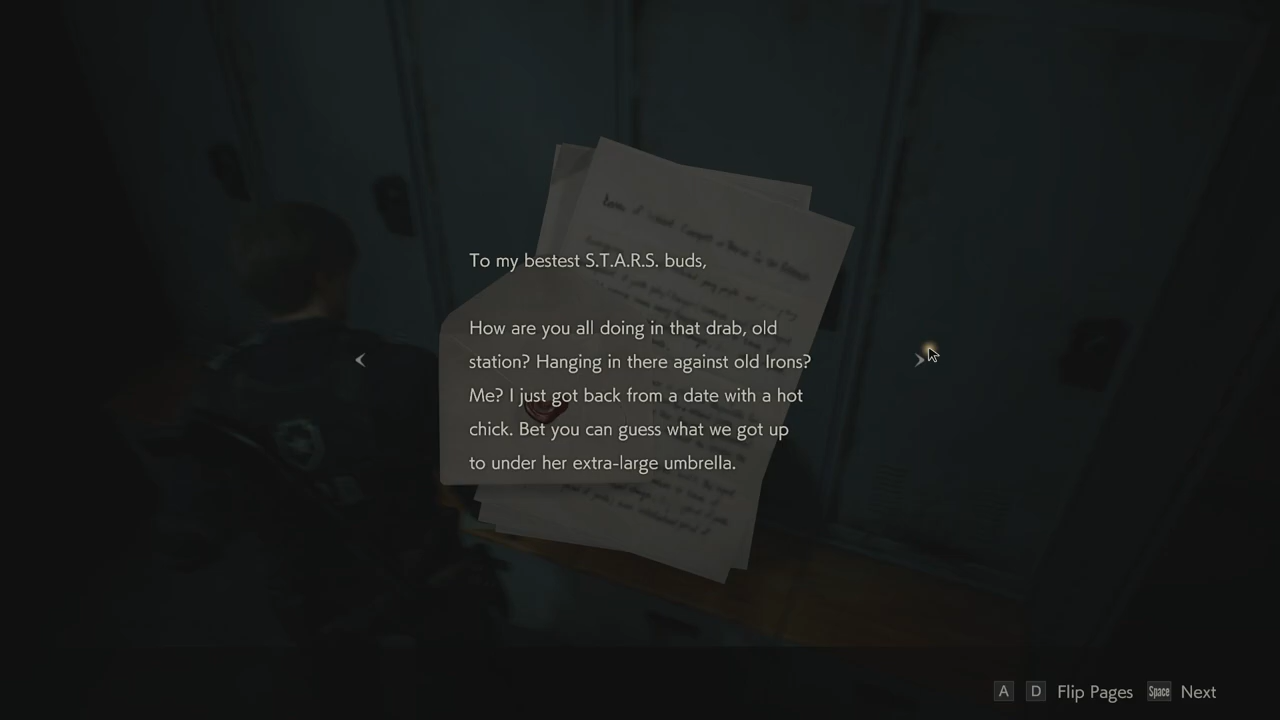 To my bestest S.T.A.R.S. buds,
How are you all doing in that drab, old
station? Hanging in there against old Irons?
Me? I just got back from a date with a hot
chick. Bet you can guess what we got up
to under her extra-large umbrella.
A D Flip Pages Space Next